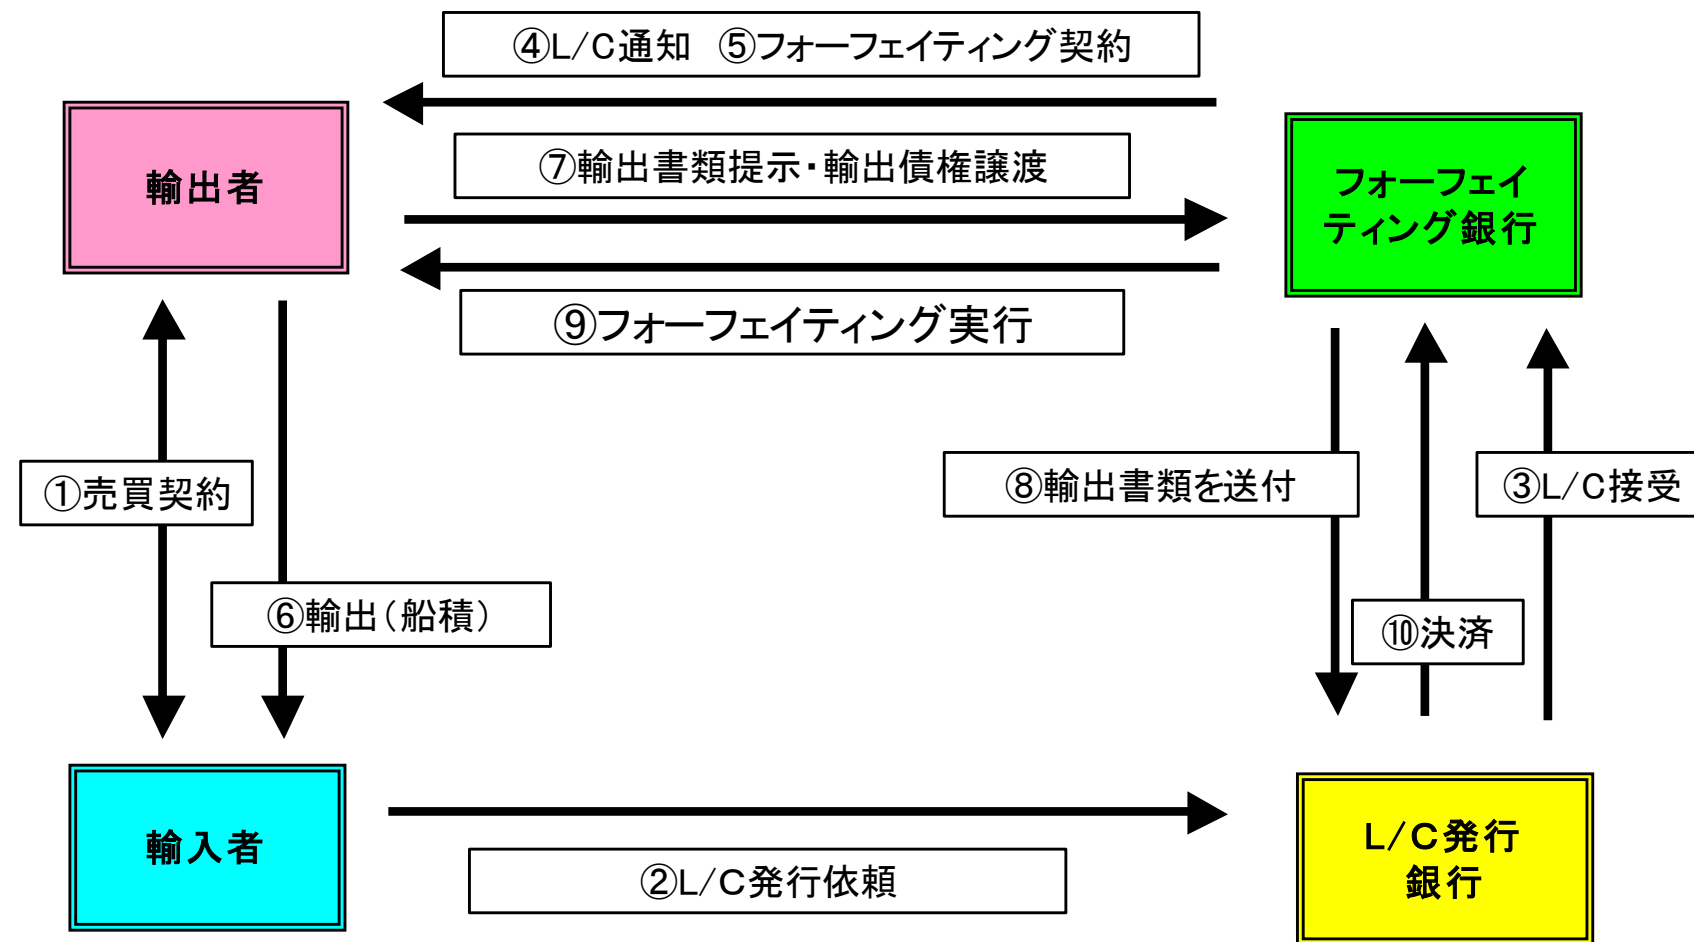 ④L/C通知 ⑤フォーフェイティング契約
輸出者
⑦輸出書類提示・輸出債権譲渡
フォーフェイ
ティング銀行
⑨フォーフェイティング実行
①売買契約
⑧輸出書類を送付
③L/C接受
⑥輸出(船積)
⑩決済
輸入者
②L/C発行依頼
L/C発行
銀行